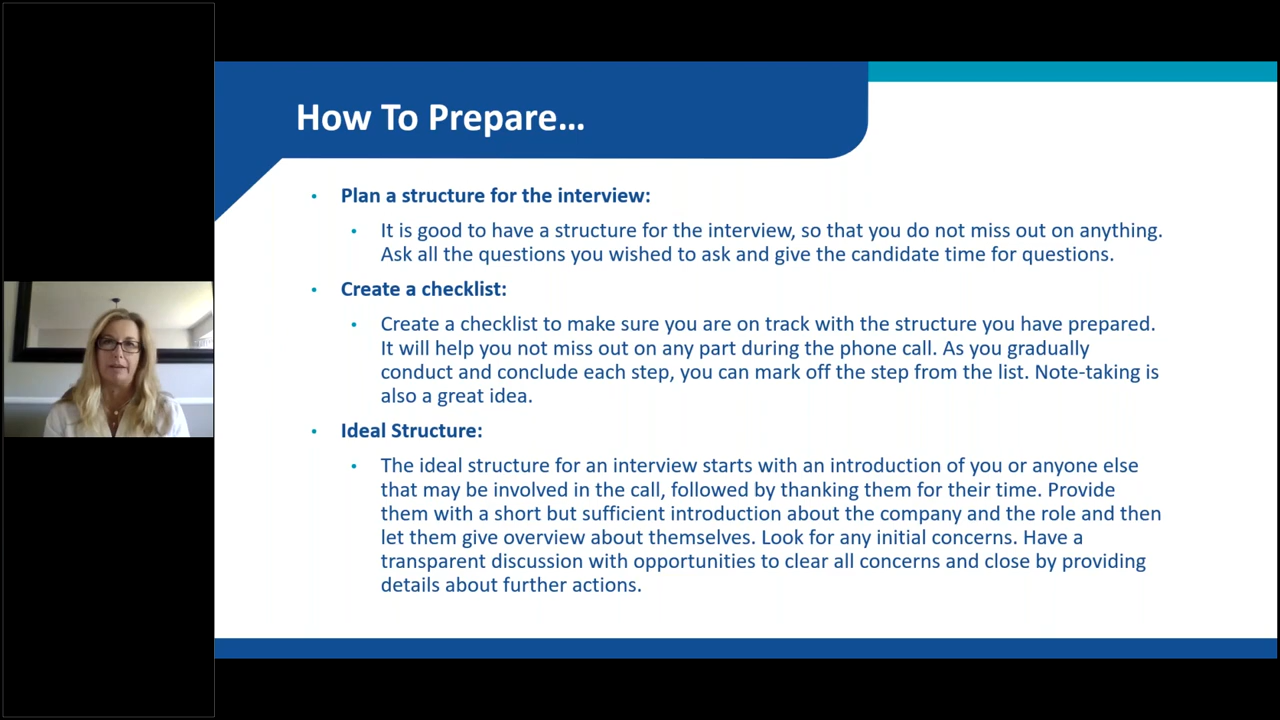 How To Prepare...
• Plan a structure for the interview:
• It is good to have a structure for the interview, so that you do not miss out on anything.
Ask all the questions you wished to ask and give the candidate time for questions.
• Create a checklist:
• Create a checklist to make sure you are on track with the structure you have prepared.
It will help you not miss out on any part during the phone call. As you gradually
conduct and conclude each step, you can mark off the step from the list. Note-taking is
also a great idea.
• Ideal Structure:
• The ideal structure for an interview starts with an introduction of you or anyone else
that may be involved in the call, followed by thanking them for their time. Provide
them with a short but sufficient introduction about the company and the role and then
let them give overview about themselves. Look for any initial concerns. Have a
transparent discussion with opportunities to clear all concerns and close by providing
details about further actions.